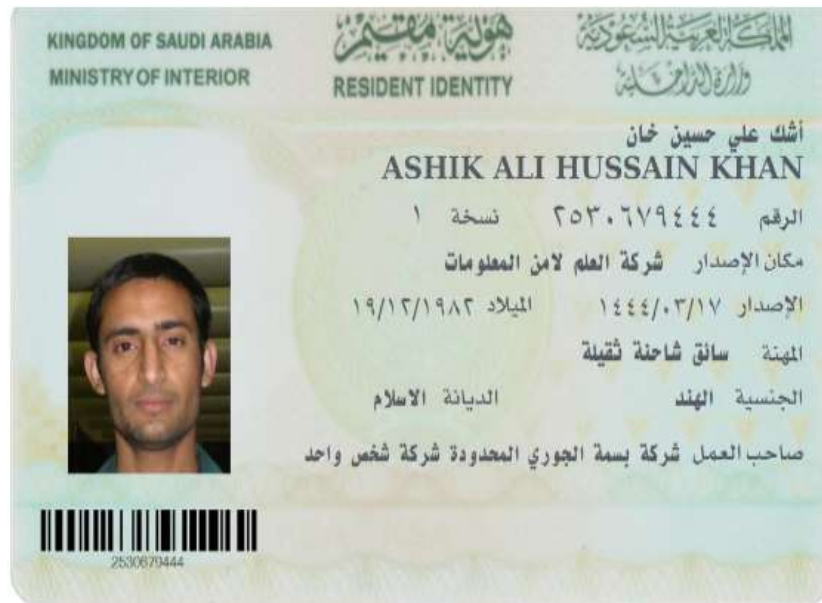 KINGDOM OF SAUDI ARABIA
MINISTRY OF INTERIOR
هوية مقيم
RESIDENT IDENTITY
المملكة العربية السعودية
وزارة الداخلية
أشك علي حسين خان
ASHIK ALI HUSSAIN KHAN
الرقم ٢٥٣٠٦٧٩٤٤٤ نسخة ١
مكان الإصدار شركة العلم لامن المعلومات
الإصدار ١٤٤٤/٠٣/١٧ الميلاد ١٩/١٢/١٩٨٢
المهنة سائق شاحنة ثقيلة
الجنسية الهند الديانة الاسلام
صاحب العمل شركة بسمة الجوري المحدودة شركة شخص واحد
2530679444